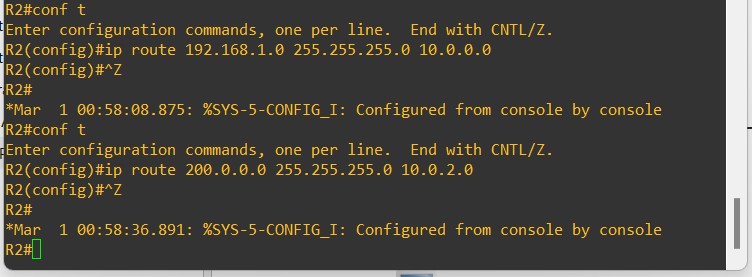 R2#conf t
Enter configuration commands, one per line.  End with CNTL/Z.
R2(config)#ip route 192.168.1.0 255.255.255.0 10.0.0.0
R2(config)#^Z
R2#
*Mar  1 00:58:08.875: %SYS-5-CONFIG_I: Configured from console by console
R2#conf t
Enter configuration commands, one per line.  End with CNTL/Z.
R2(config)#ip route 200.0.0.0 255.255.255.0 10.0.2.0
R2(config)#^Z
R2#
*Mar  1 00:58:36.891: %SYS-5-CONFIG_I: Configured from console by console
R2#